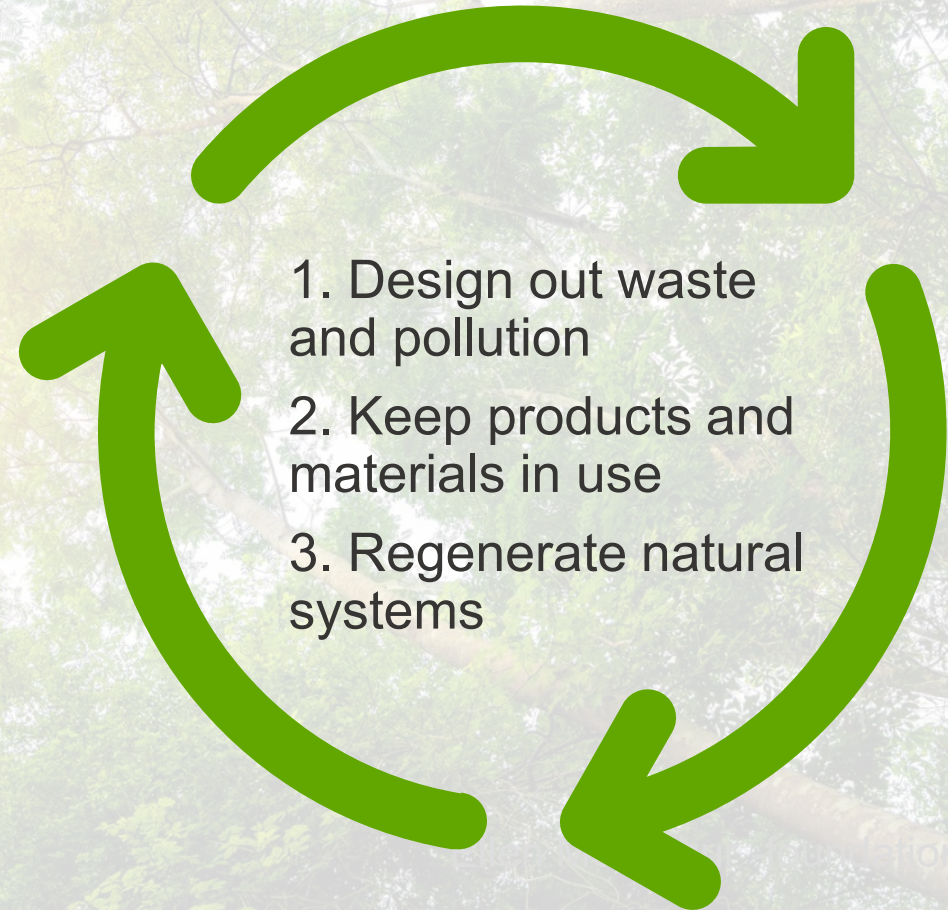 1. Design out waste
and pollution
2. Keep products and
materials in use
3. Regenerate natural
systems